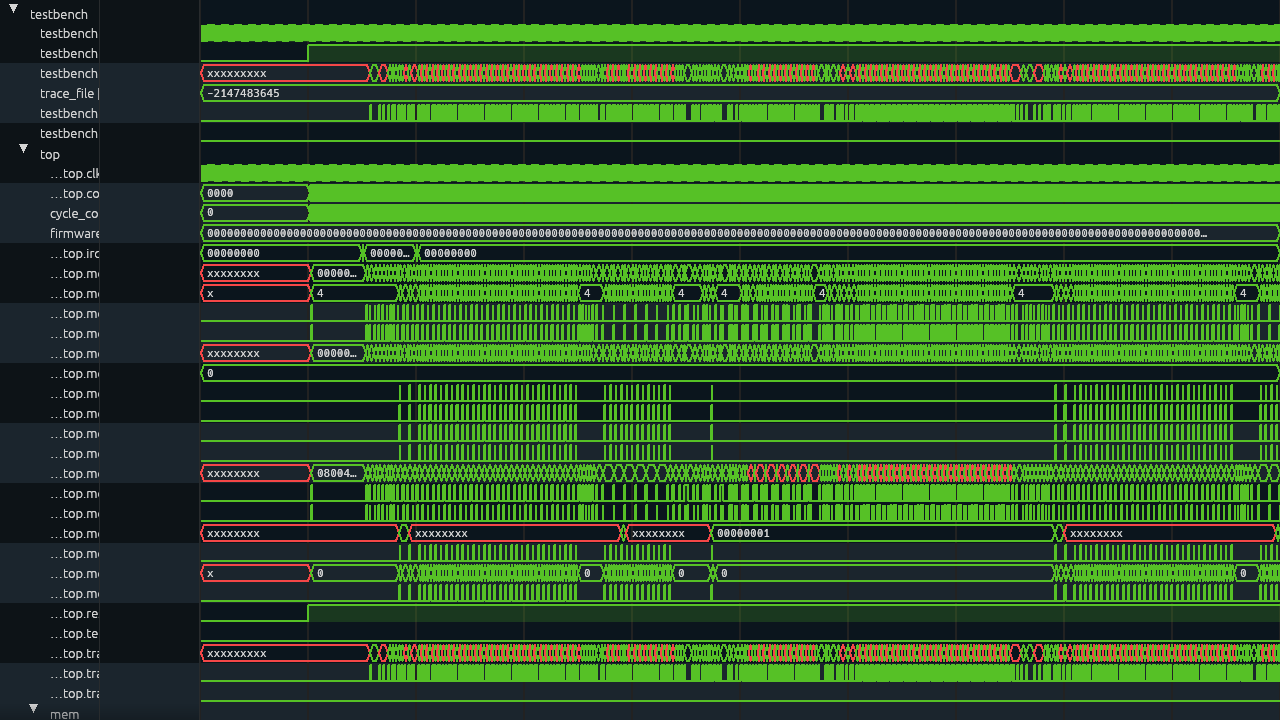 testbench
testbench
testbench
testbench xxxxxxxxx
trace_file | -2147483645
testbench
testbench
top
...top.clk
...top.co 0000
cycle_co 0
firmware
...top.irq 00000000 00000... 00000000
...top.me xxxxxxxx 00000...
...top.me x 4 4 4 4 4 4 4
...top.me
...top.me
...top.me xxxxxxxx 00000...
...top.me 0
...top.me
...top.me
...top.me
...top.me
...top.me xxxxxxxx 08004...
...top.me
...top.me
...top.me xxxxxxxx xxxxxxxx xxxxxxxx 00000001 xxxxxxxx
...top.me
...top.me x 0 0 0 0 0
...top.me
...top.re
...top.te
...top.tra xxxxxxxxx
...top.tra
...top.tra
mem